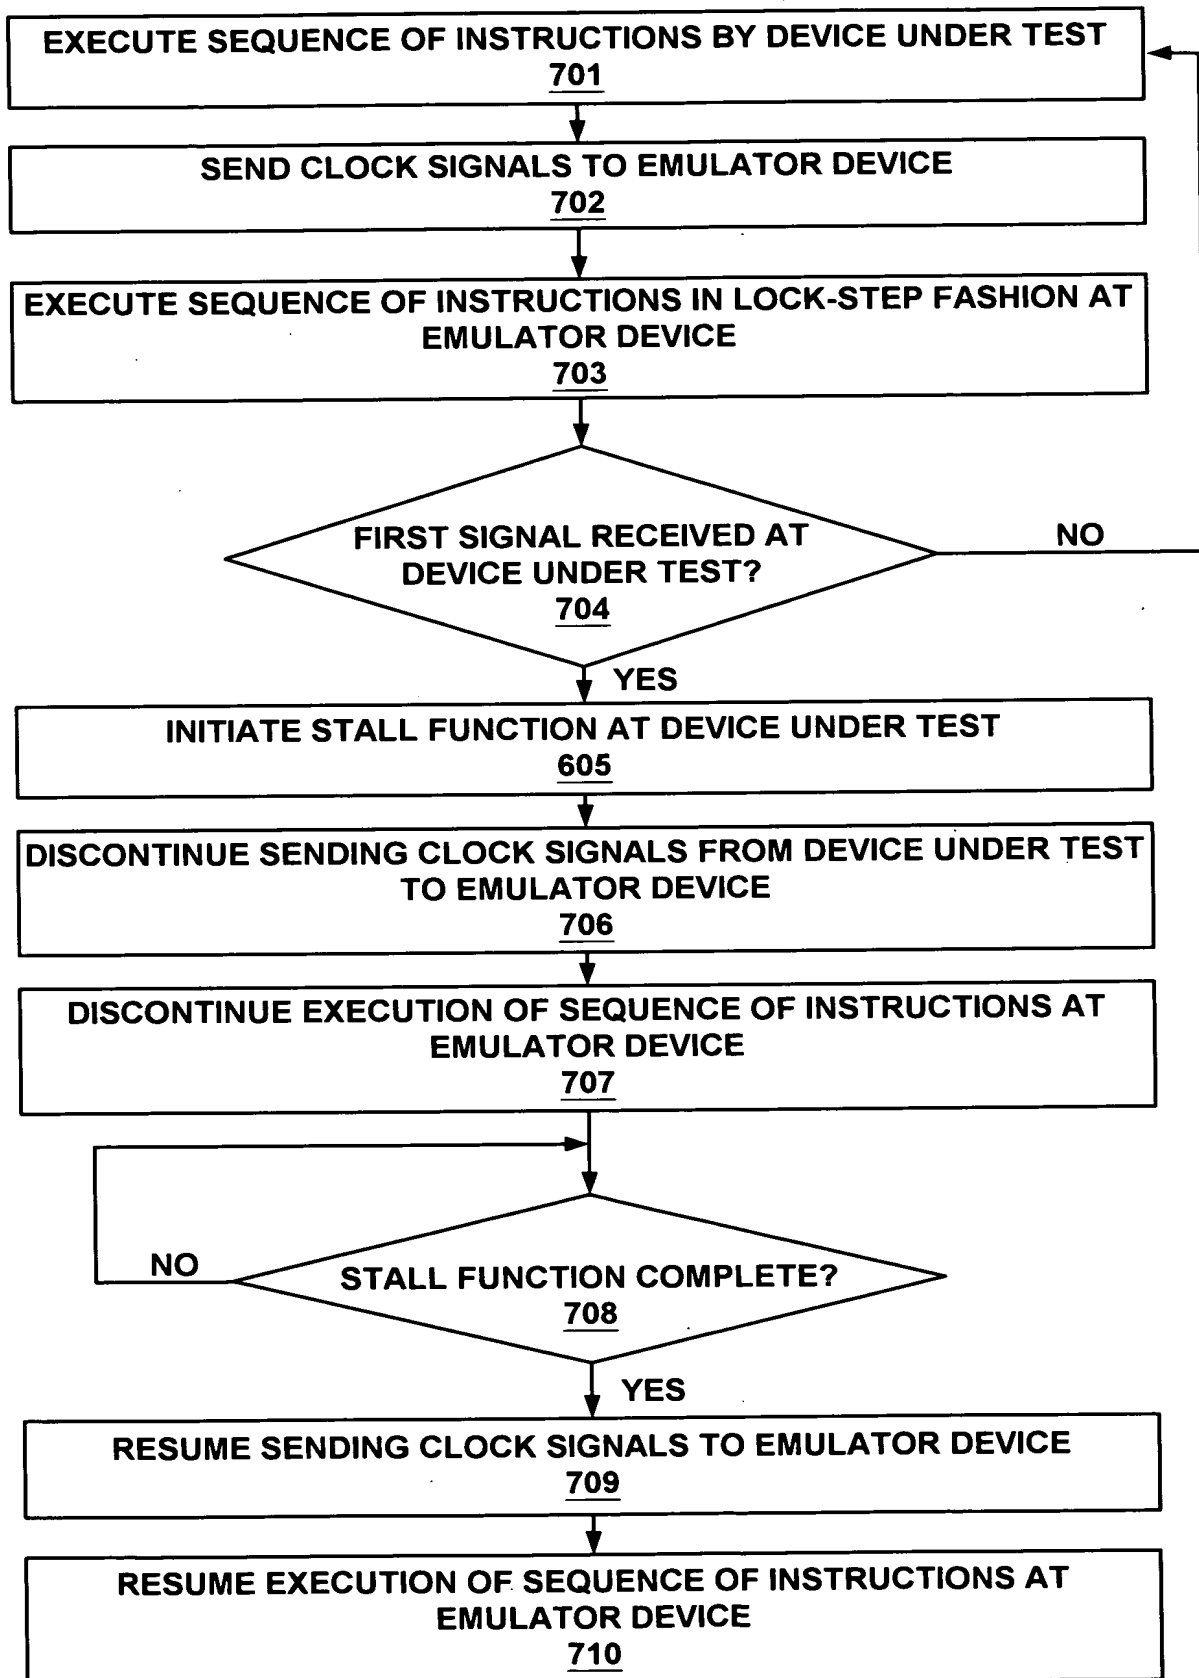 EXECUTE SEQUENCE OF INSTRUCTIONS BY DEVICE UNDER TEST
701
SEND CLOCK SIGNALS TO EMULATOR DEVICE
702
EXECUTE SEQUENCE OF INSTRUCTIONS IN LOCK-STEP FASHION AT
EMULATOR DEVICE
703
FIRST SIGNAL RECEIVED AT
DEVICE UNDER TEST?
704
NO
YES
INITIATE STALL FUNCTION AT DEVICE UNDER TEST
605
DISCONTINUE SENDING CLOCK SIGNALS FROM DEVICE UNDER TEST
TO EMULATOR DEVICE
706
DISCONTINUE EXECUTION OF SEQUENCE OF INSTRUCTIONS AT
EMULATOR DEVICE
707
NO
STALL FUNCTION COMPLETE?
708
YES
RESUME SENDING CLOCK SIGNALS TO EMULATOR DEVICE
709
RESUME EXECUTION OF SEQUENCE OF INSTRUCTIONS AT
EMULATOR DEVICE
710